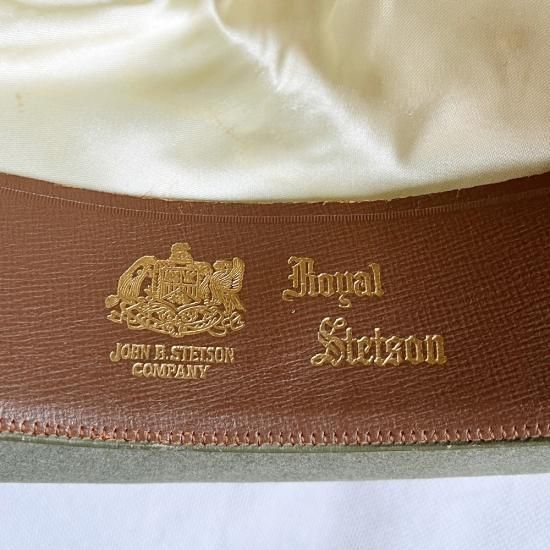 Royal
Stetson
JOHN B. STETSON
COMPANY